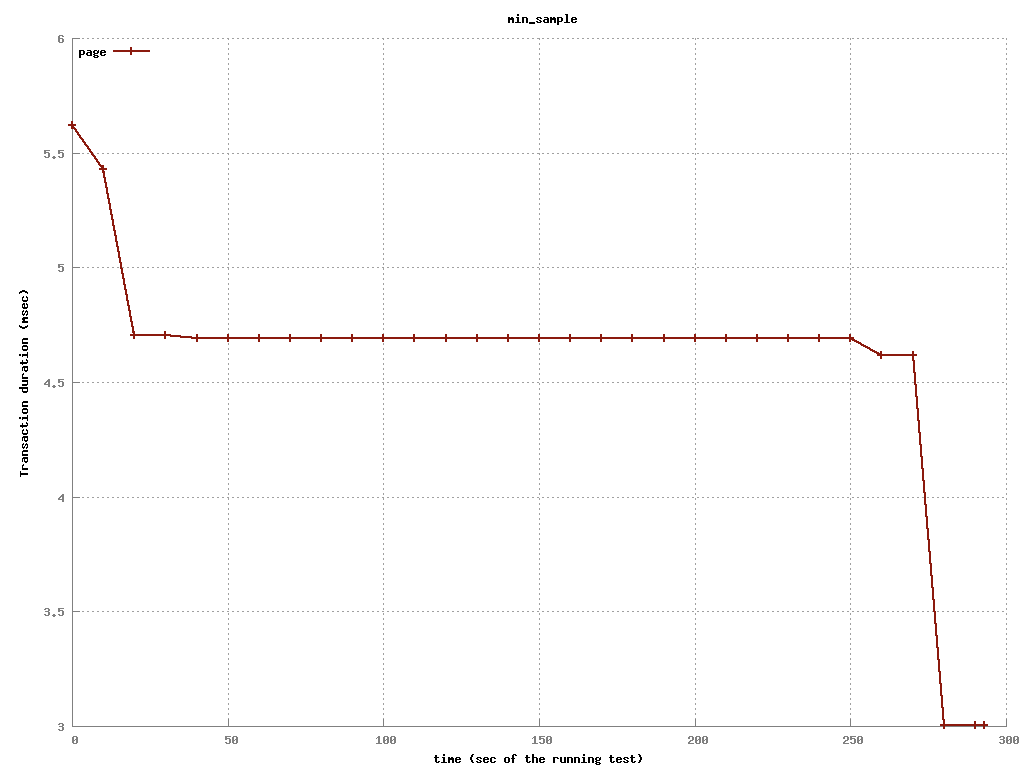 min_sample
page
6
5.5
5
4.5
4
3.5
3
Transaction duration (msec)
0 50 100 150 200 250 300
time (sec of the running test)